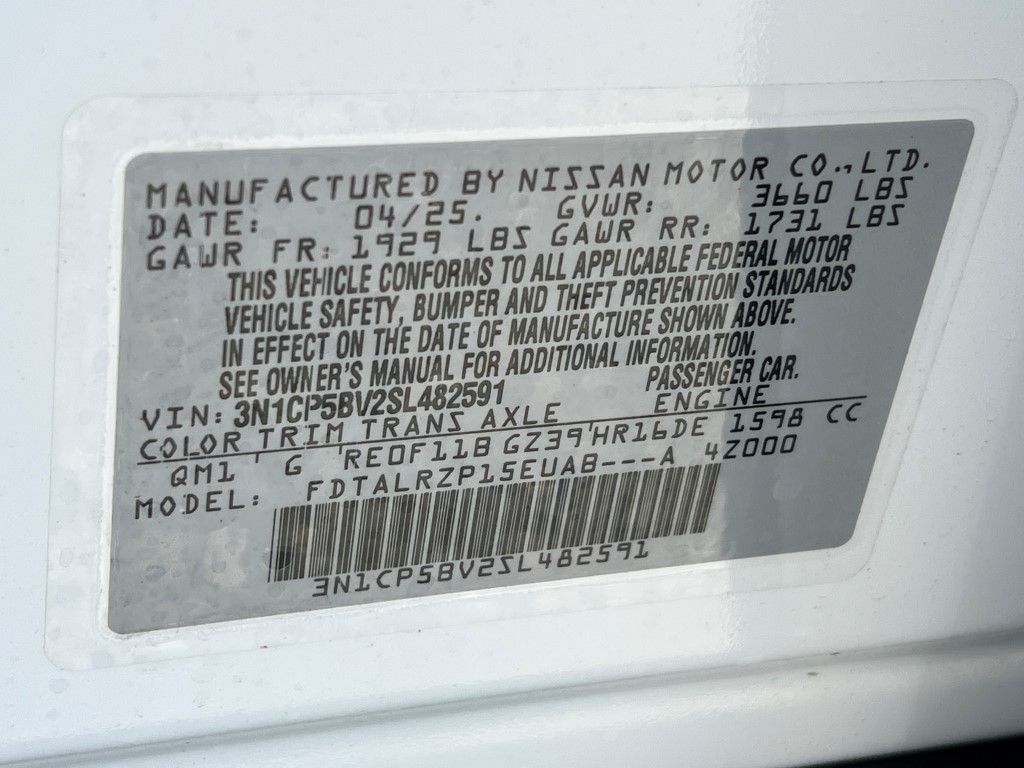 MANUFACTURED BY NISSAN MOTOR CO., LTD.
DATE: 04/25. GVWR: 3660 LBS
GAWR FR: 1929 LBS GAWR RR: 1731 LBS
THIS VEHICLE CONFORMS TO ALL APPLICABLE FEDERAL MOTOR
VEHICLE SAFETY, BUMPER AND THEFT PREVENTION STANDARDS
IN EFFECT ON THE DATE OF MANUFACTURE SHOWN ABOVE.
SEE OWNER'S MANUAL FOR ADDITIONAL INFORMATION.
VIN: 3N1CP5BV2SL482591 PASSENGER CAR.
COLOR TRIM TRANS AXLE ENGINE
QM1 ' G 'RE0F11B GZ39'HR16DE 1598 CC
MODEL: FDTALRZP15EUAB---A 4Z000
3N1CP5BV2SL482591